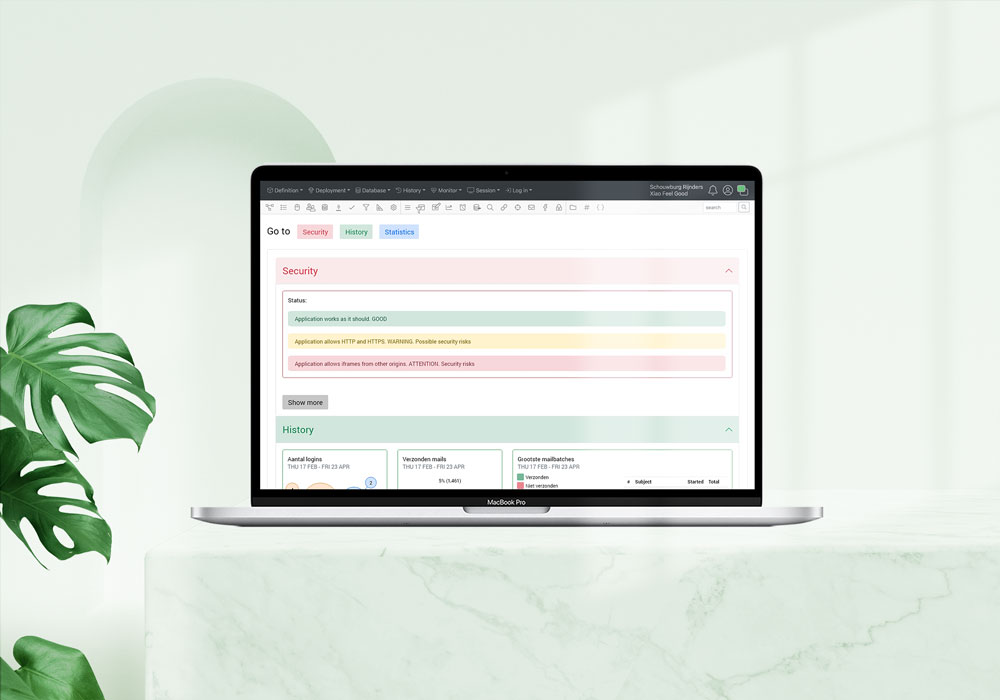 Definition Deployment Database History Monitor Session Log in
Schouwburg Rijnders
Xiao Feel Good
search
Go to Security History Statistics
Security
Status:
Application works as it should. GOOD
Application allows HTTP and HTTPS. WARNING. Possible security risks
Application allows iframes from other origins. ATTENTION. Security risks
Show more
History
Aantal logins
THU 17 FEB - FRI 23 APR
2
Verzonden mails
THU 17 FEB - FRI 23 APR
5% (1,461)
Grootste mailbatches
THU 17 FEB - FRI 23 APR
Verzonden
Niet verzonden
# Subject Started Total
MacBook Pro